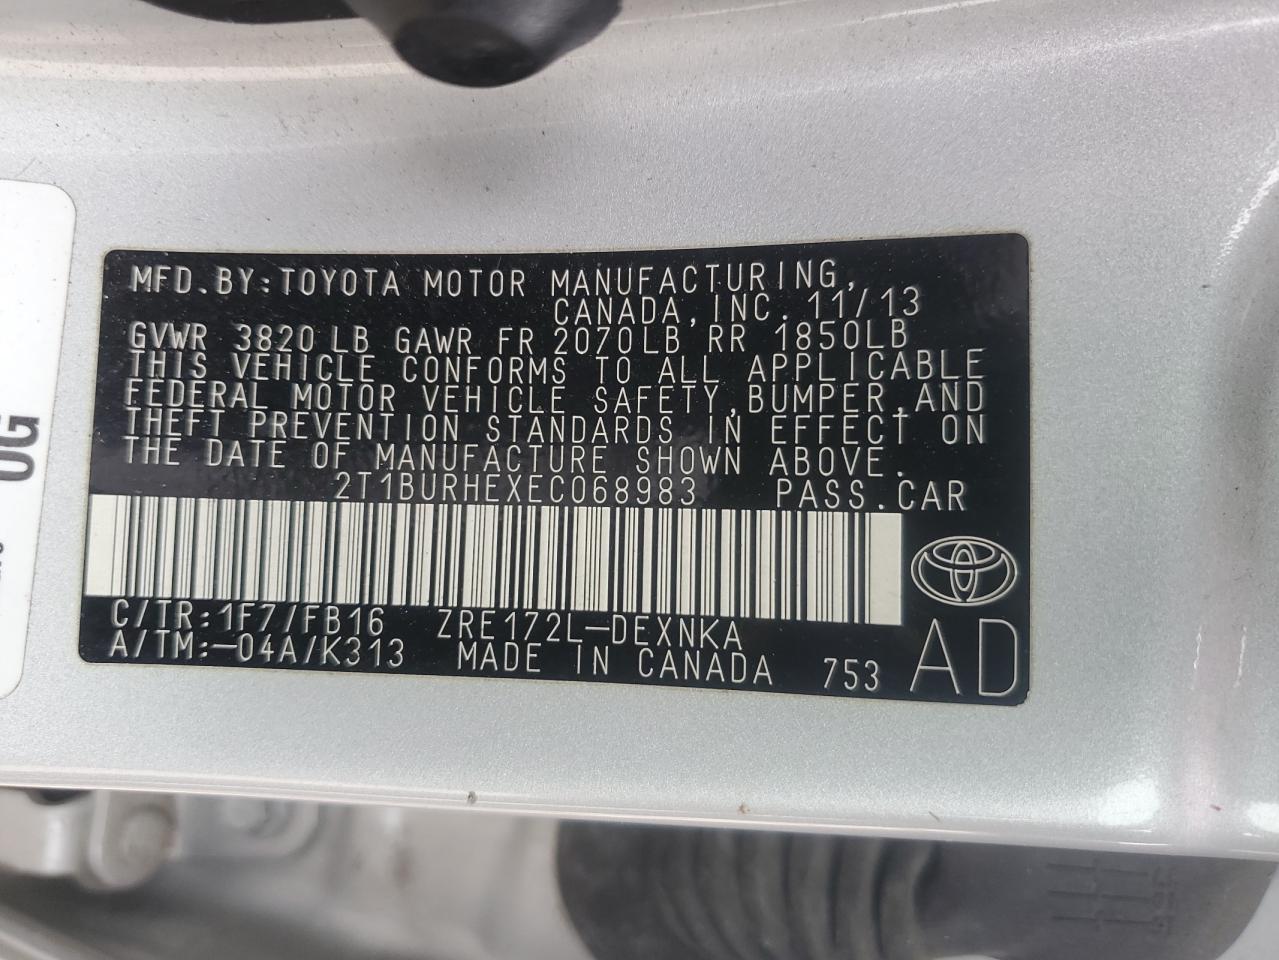 MFD.BY:TOYOTA MOTOR MANUFACTURING,
CANADA,INC. 11/13
GVWR 3820 LB GAWR FR 2070LB RR 1850LB
THIS VEHICLE CONFORMS TO ALL APPLICABLE
FEDERAL MOTOR VEHICLE SAFETY,BUMPER,AND
THEFT PREVENTION STANDARDS IN EFFECT ON
THE DATE OF MANUFACTURE SHOWN ABOVE.
2T1BURHEXEC068983 PASS.CAR
C/TR:1F7/FB16 ZRE172L-DEXNKA
A/TM:-04A/K313 MADE IN CANADA 753 AD